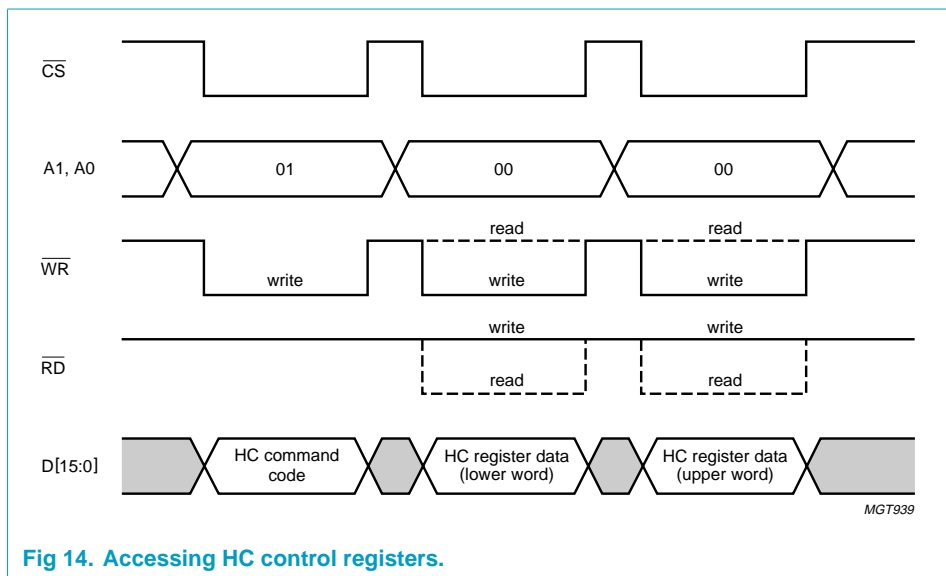 CS
A1, A0
01
00
00
read
read
WR
write
write
write
write
write
RD
read
read
D[15:0]
HC command
code
HC register data
(lower word)
HC register data
(upper word)
MGT939
Fig 14. Accessing HC control registers.